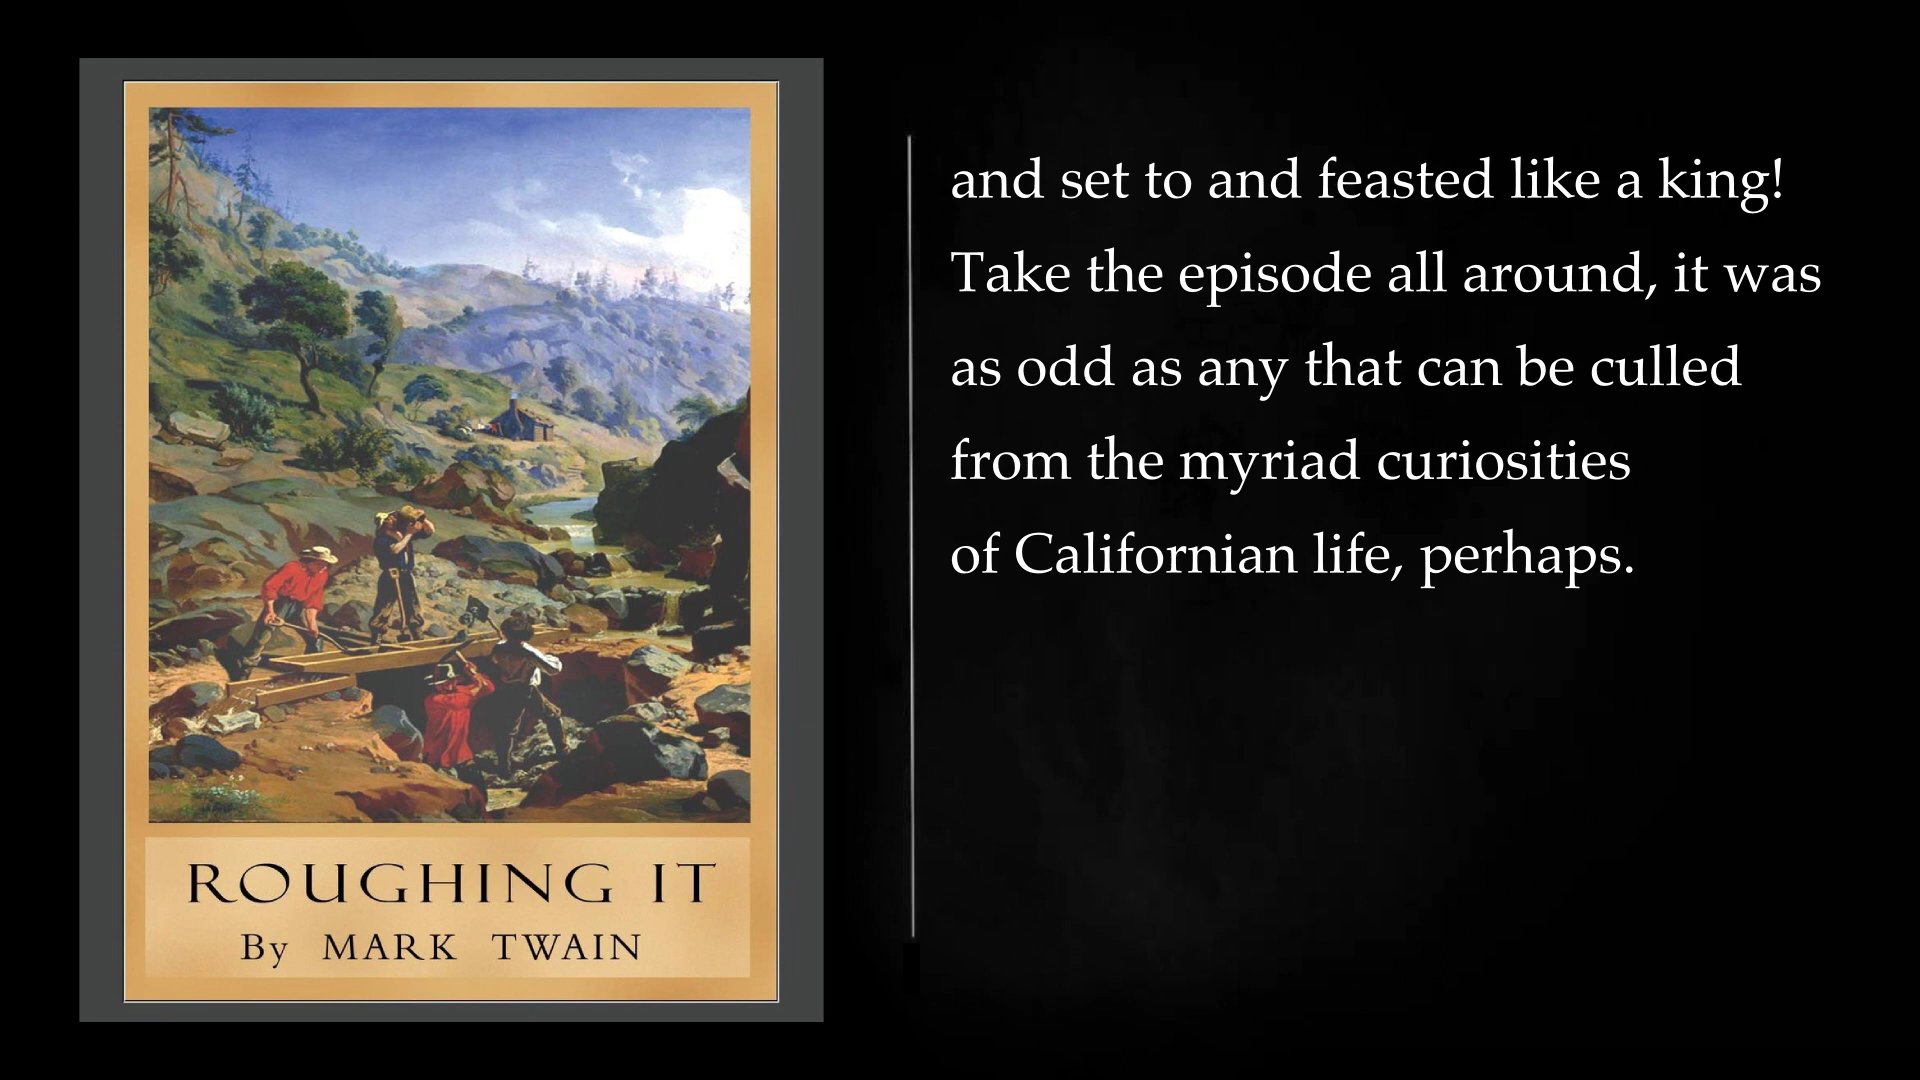 ROUGHING IT
By MARK TWAIN
and set to and feasted like a king!
Take the episode all around, it was
as odd as any that can be culled
from the myriad curiosities
of Californian life, perhaps.